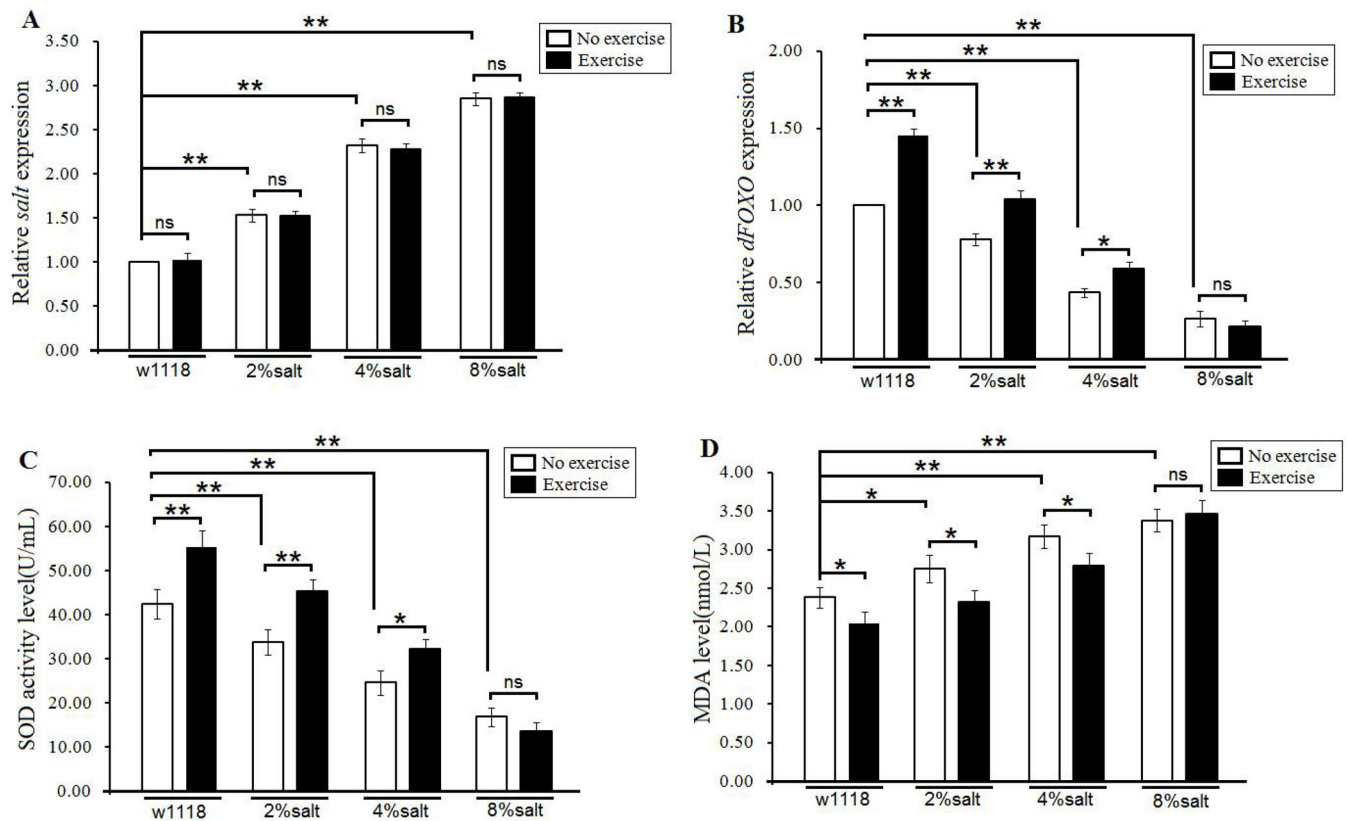 A
Relative salt expression
3.50
3.00
2.50
2.00
1.50
1.00
0.50
0.00
**
**
**
ns
ns
ns
ns
No exercise
Exercise
w1118
2%salt
4%salt
8%salt
B
Relative dFOXO expression
2.00
1.50
1.00
0.50
0.00
**
**
**
**
**
*
ns
No exercise
Exercise
w1118
2%salt
4%salt
8%salt
C
SOD activity level(U/mL)
70.00
60.00
50.00
40.00
30.00
20.00
10.00
0.00
**
**
**
**
**
*
ns
No exercise
Exercise
w1118
2%salt
4%salt
8%salt
D
MDA level(nmol/L)
4.00
3.50
3.00
2.50
2.00
1.50
1.00
0.50
0.00
**
**
*
*
*
*
ns
No exercise
Exercise
w1118
2%salt
4%salt
8%salt